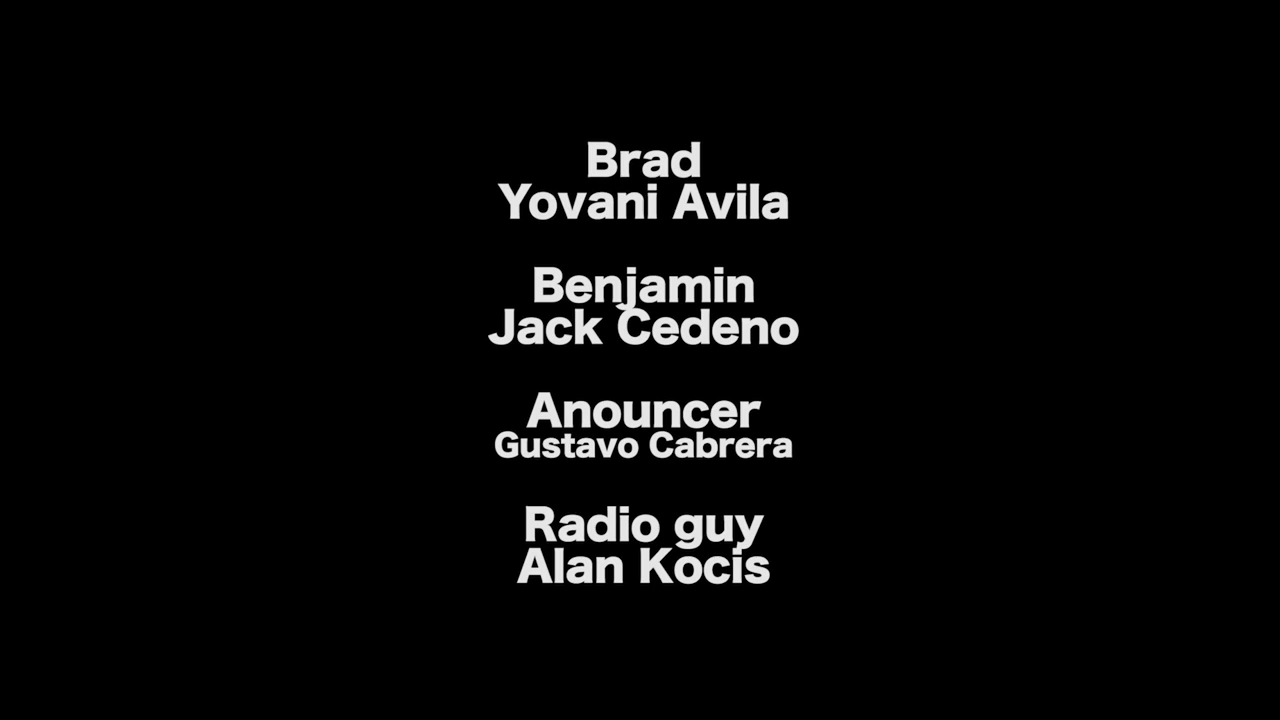 Brad
Yovani Avila
Benjamin
Jack Cedeno
Anouncer
Gustavo Cabrera
Radio guy
Alan Kocis